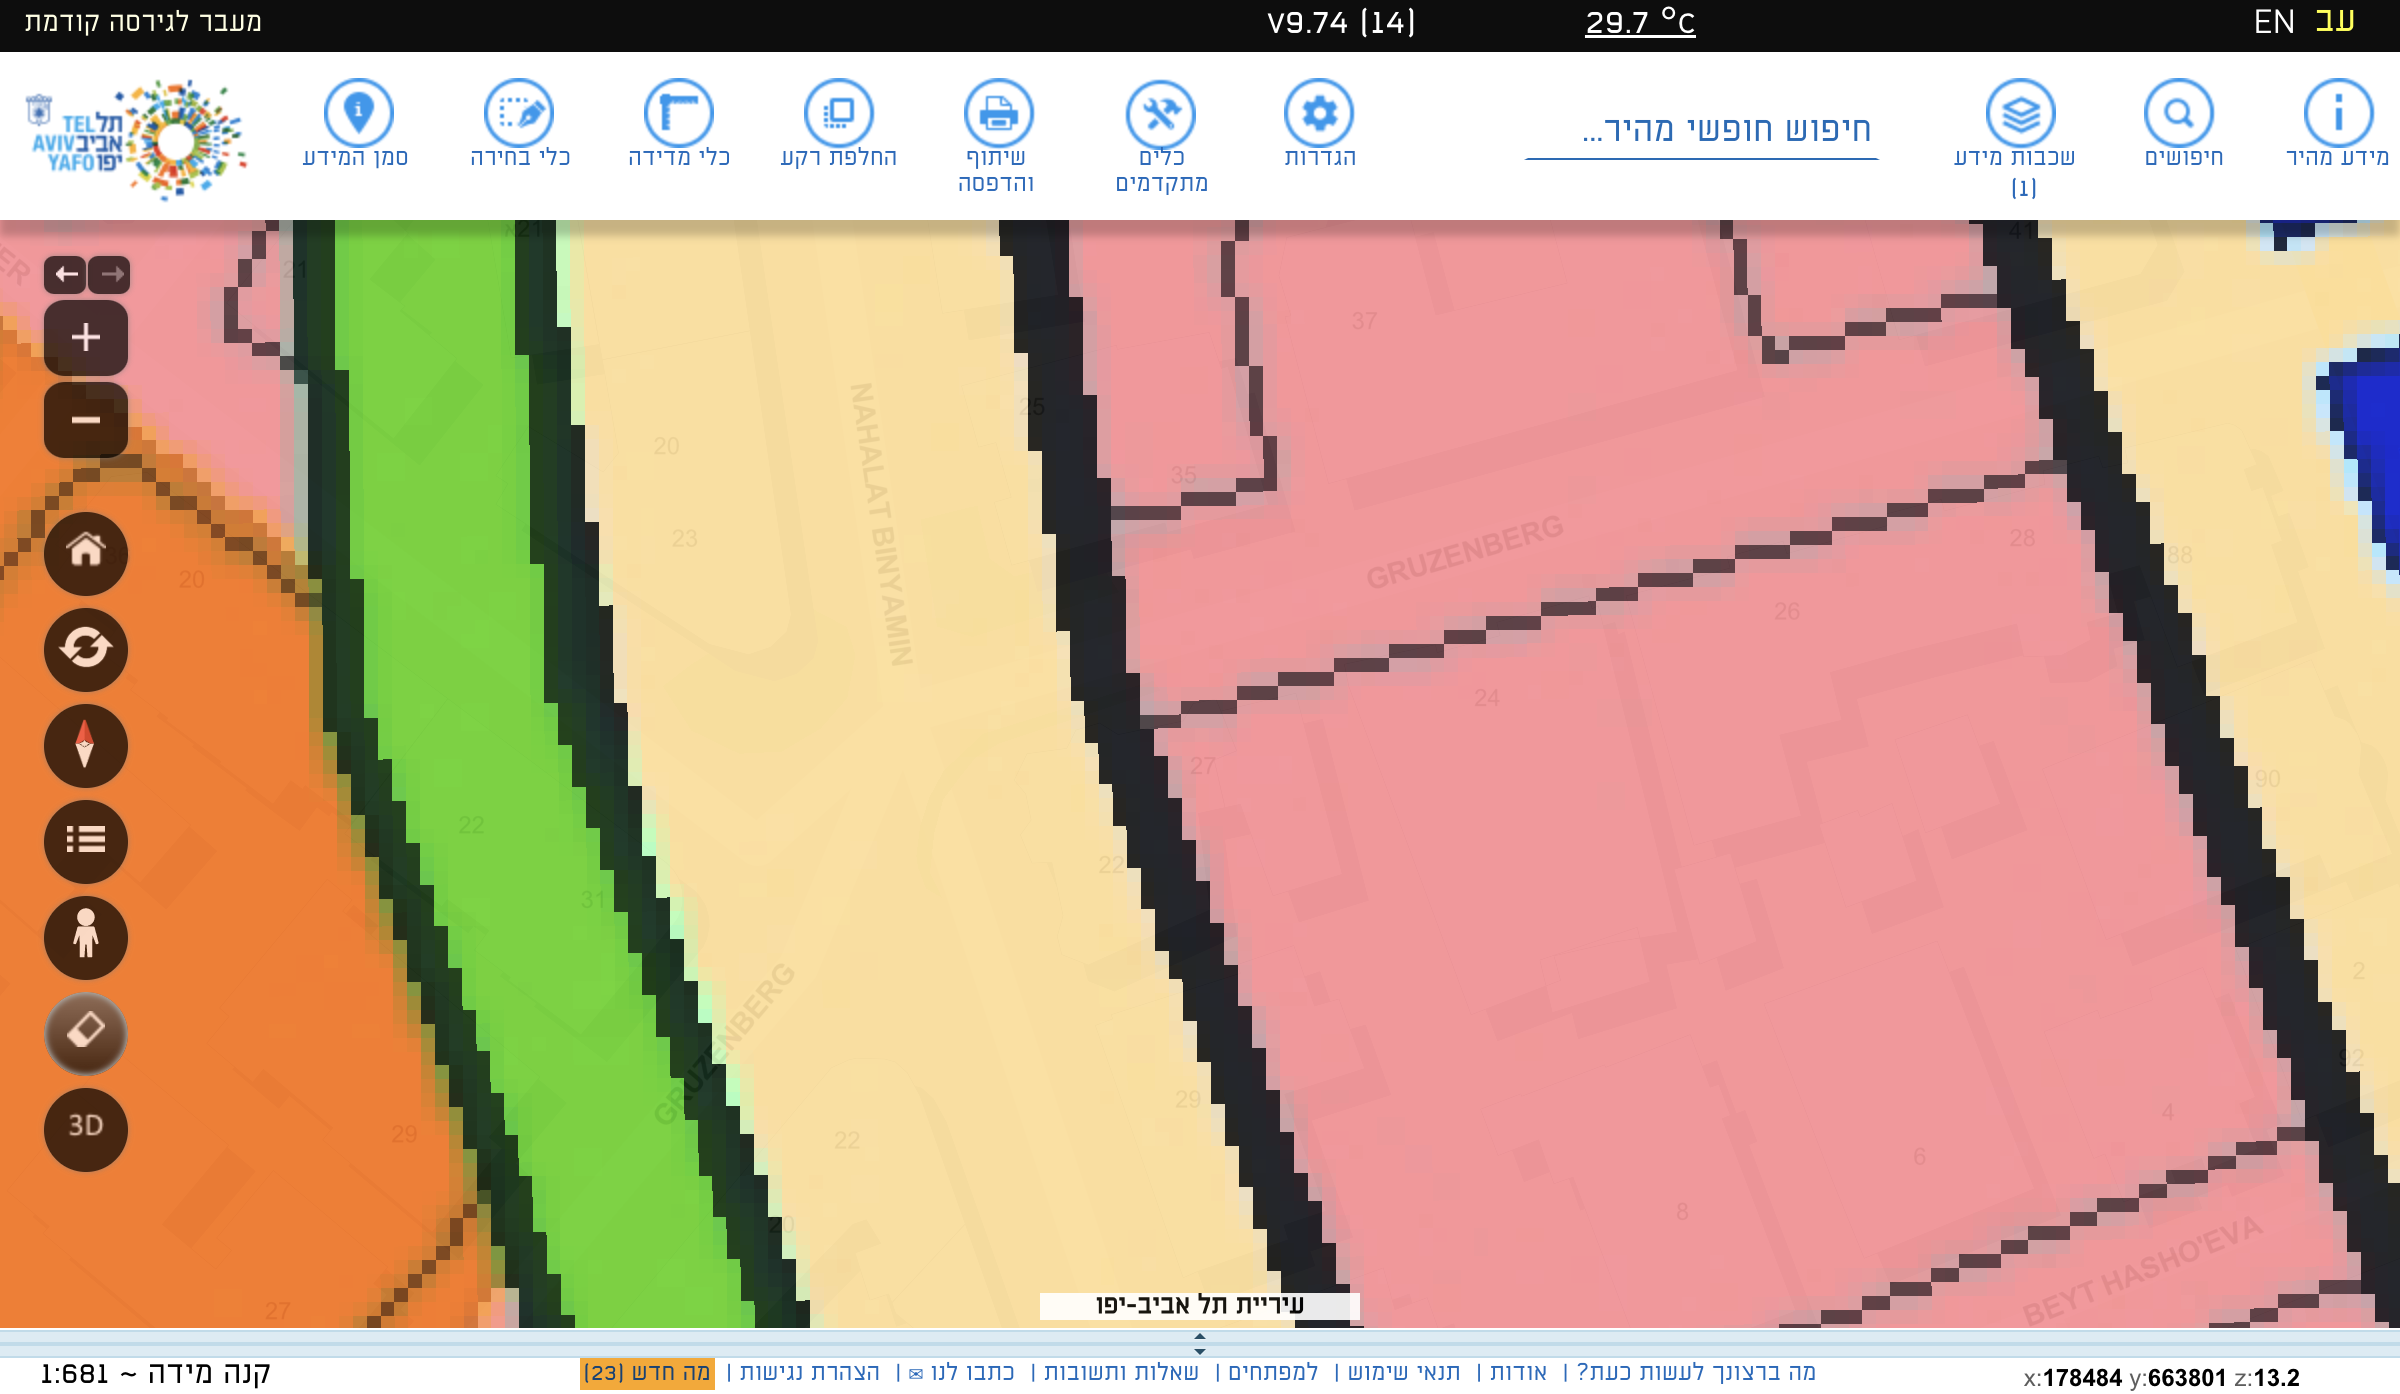 מעבר לגירסה קודמת
V9.74 (14)
29.7 °C
EN עב
תל אביב יפו
TEL AVIV YAFO
סמן המידע
כלי בחירה
כלי מדידה
החלפת רקע
שיתוף והדפסה
כלים מתקדמים
הגדרות
חיפוש חופשי מהיר...
שכבות מידע (1)
חיפושים
מידע מהיר
21
21א
41
37
25
20
35
NAHALAT BINYAMIN
23
GRUZENBERG
28
88
20
26
24
27
90
22
22
31
2
GRUZENBERG
92
29
4
29
22
6
8
20
BEYT HASHO'EVA
27
3D
עיריית תל אביב-יפו
קנה מידה ~ 1:681
מה ברצונך לעשות כעת? | אודות | תנאי שימוש | למפתחים | שאלות ותשובות | כתבו לנו ✉ | הצהרת נגישות | מה חדש (23)
x:178484 y:663801 z:13.2